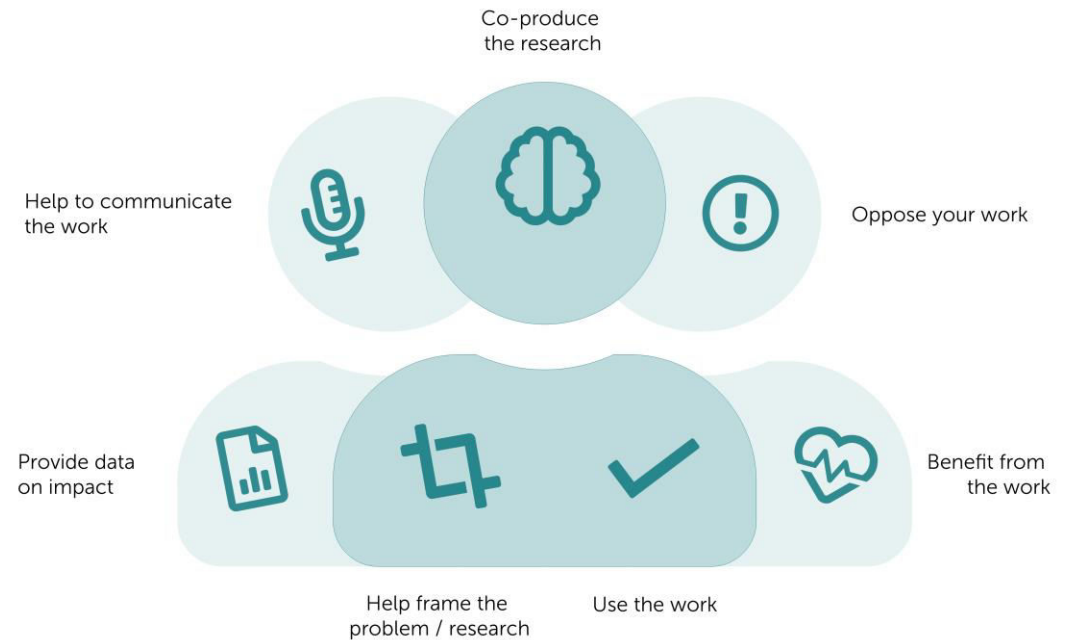 Co-produce
the research
Help to communicate
the work
Oppose your work
Provide data
on impact
Benefit from
the work
Help frame the
problem / research
Use the work